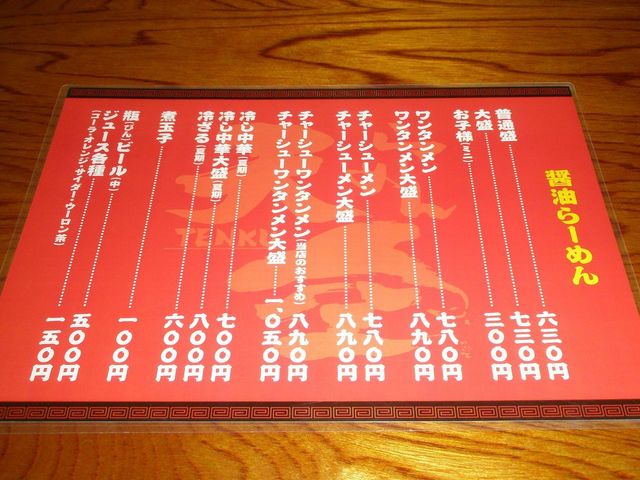 醤油らーめん
普通盛……六三〇円
大盛……七三〇円
お子様(ミニ)……三〇〇円
ワンタンメン……七八〇円
ワンタンメン大盛……八九〇円
チャーシューメン……七八〇円
チャーシューメン大盛……八九〇円
チャーシューワンタンメン(当店のおすすめ)八九〇円
チャーシューワンタンメン大盛……一、〇五〇円
冷し中華(夏期)……七〇〇円
冷し中華大盛(夏期)……八〇〇円
冷ざる(夏期)……六〇〇円
煮玉子……一〇〇円
瓶(びん)ビール(中)……五〇〇円
ジュース各種……一五〇円
(コーラ・オレンジ・サイダー・ウーロン茶)